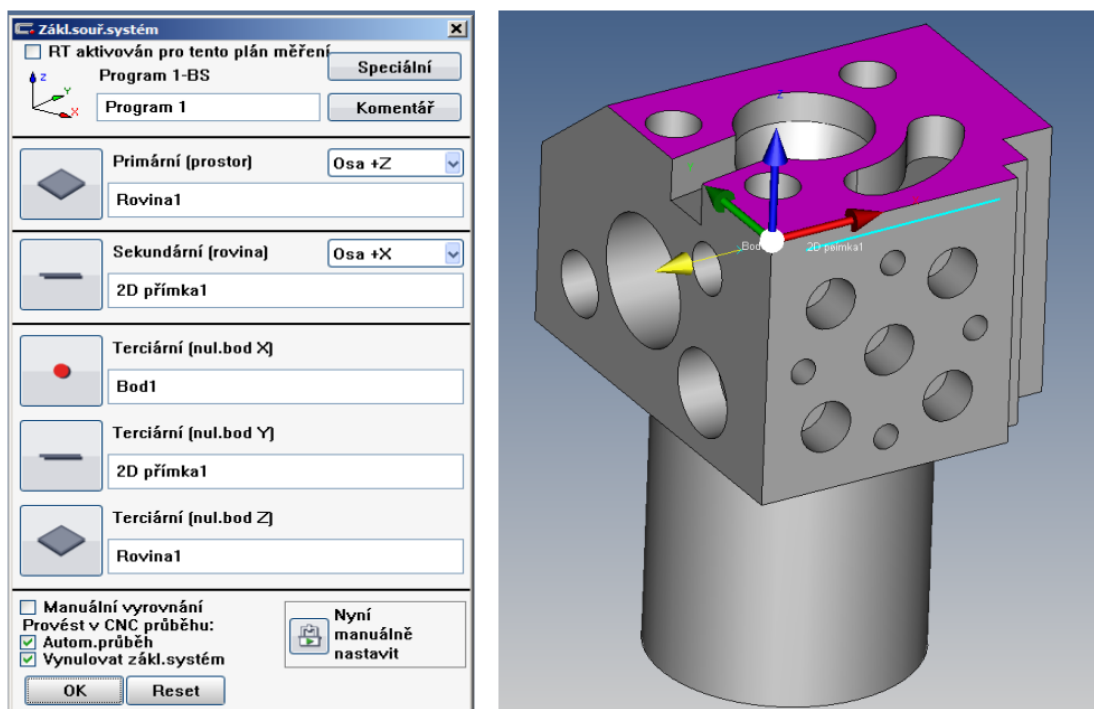 Zákl.souř.systém
RT aktivován pro tento plán měření
Program 1-BS
Speciální
Program 1
Komentář
Z
Y
X
Primární (prostor)
Osa +Z
Rovina1
Sekundární (rovina)
Osa +X
2D přímka1
Terciární (nul.bod X)
Bod1
Terciární (nul.bod Y)
2D přímka1
Terciární (nul.bod Z)
Rovina1
Manuální vyrovnání
Provést v CNC průběhu:
Autom.průběh
Vynulovat zákl.systém
Nyní
manuálně
nastavit
OK
Reset
Z
Y
Bod
2D přímka1